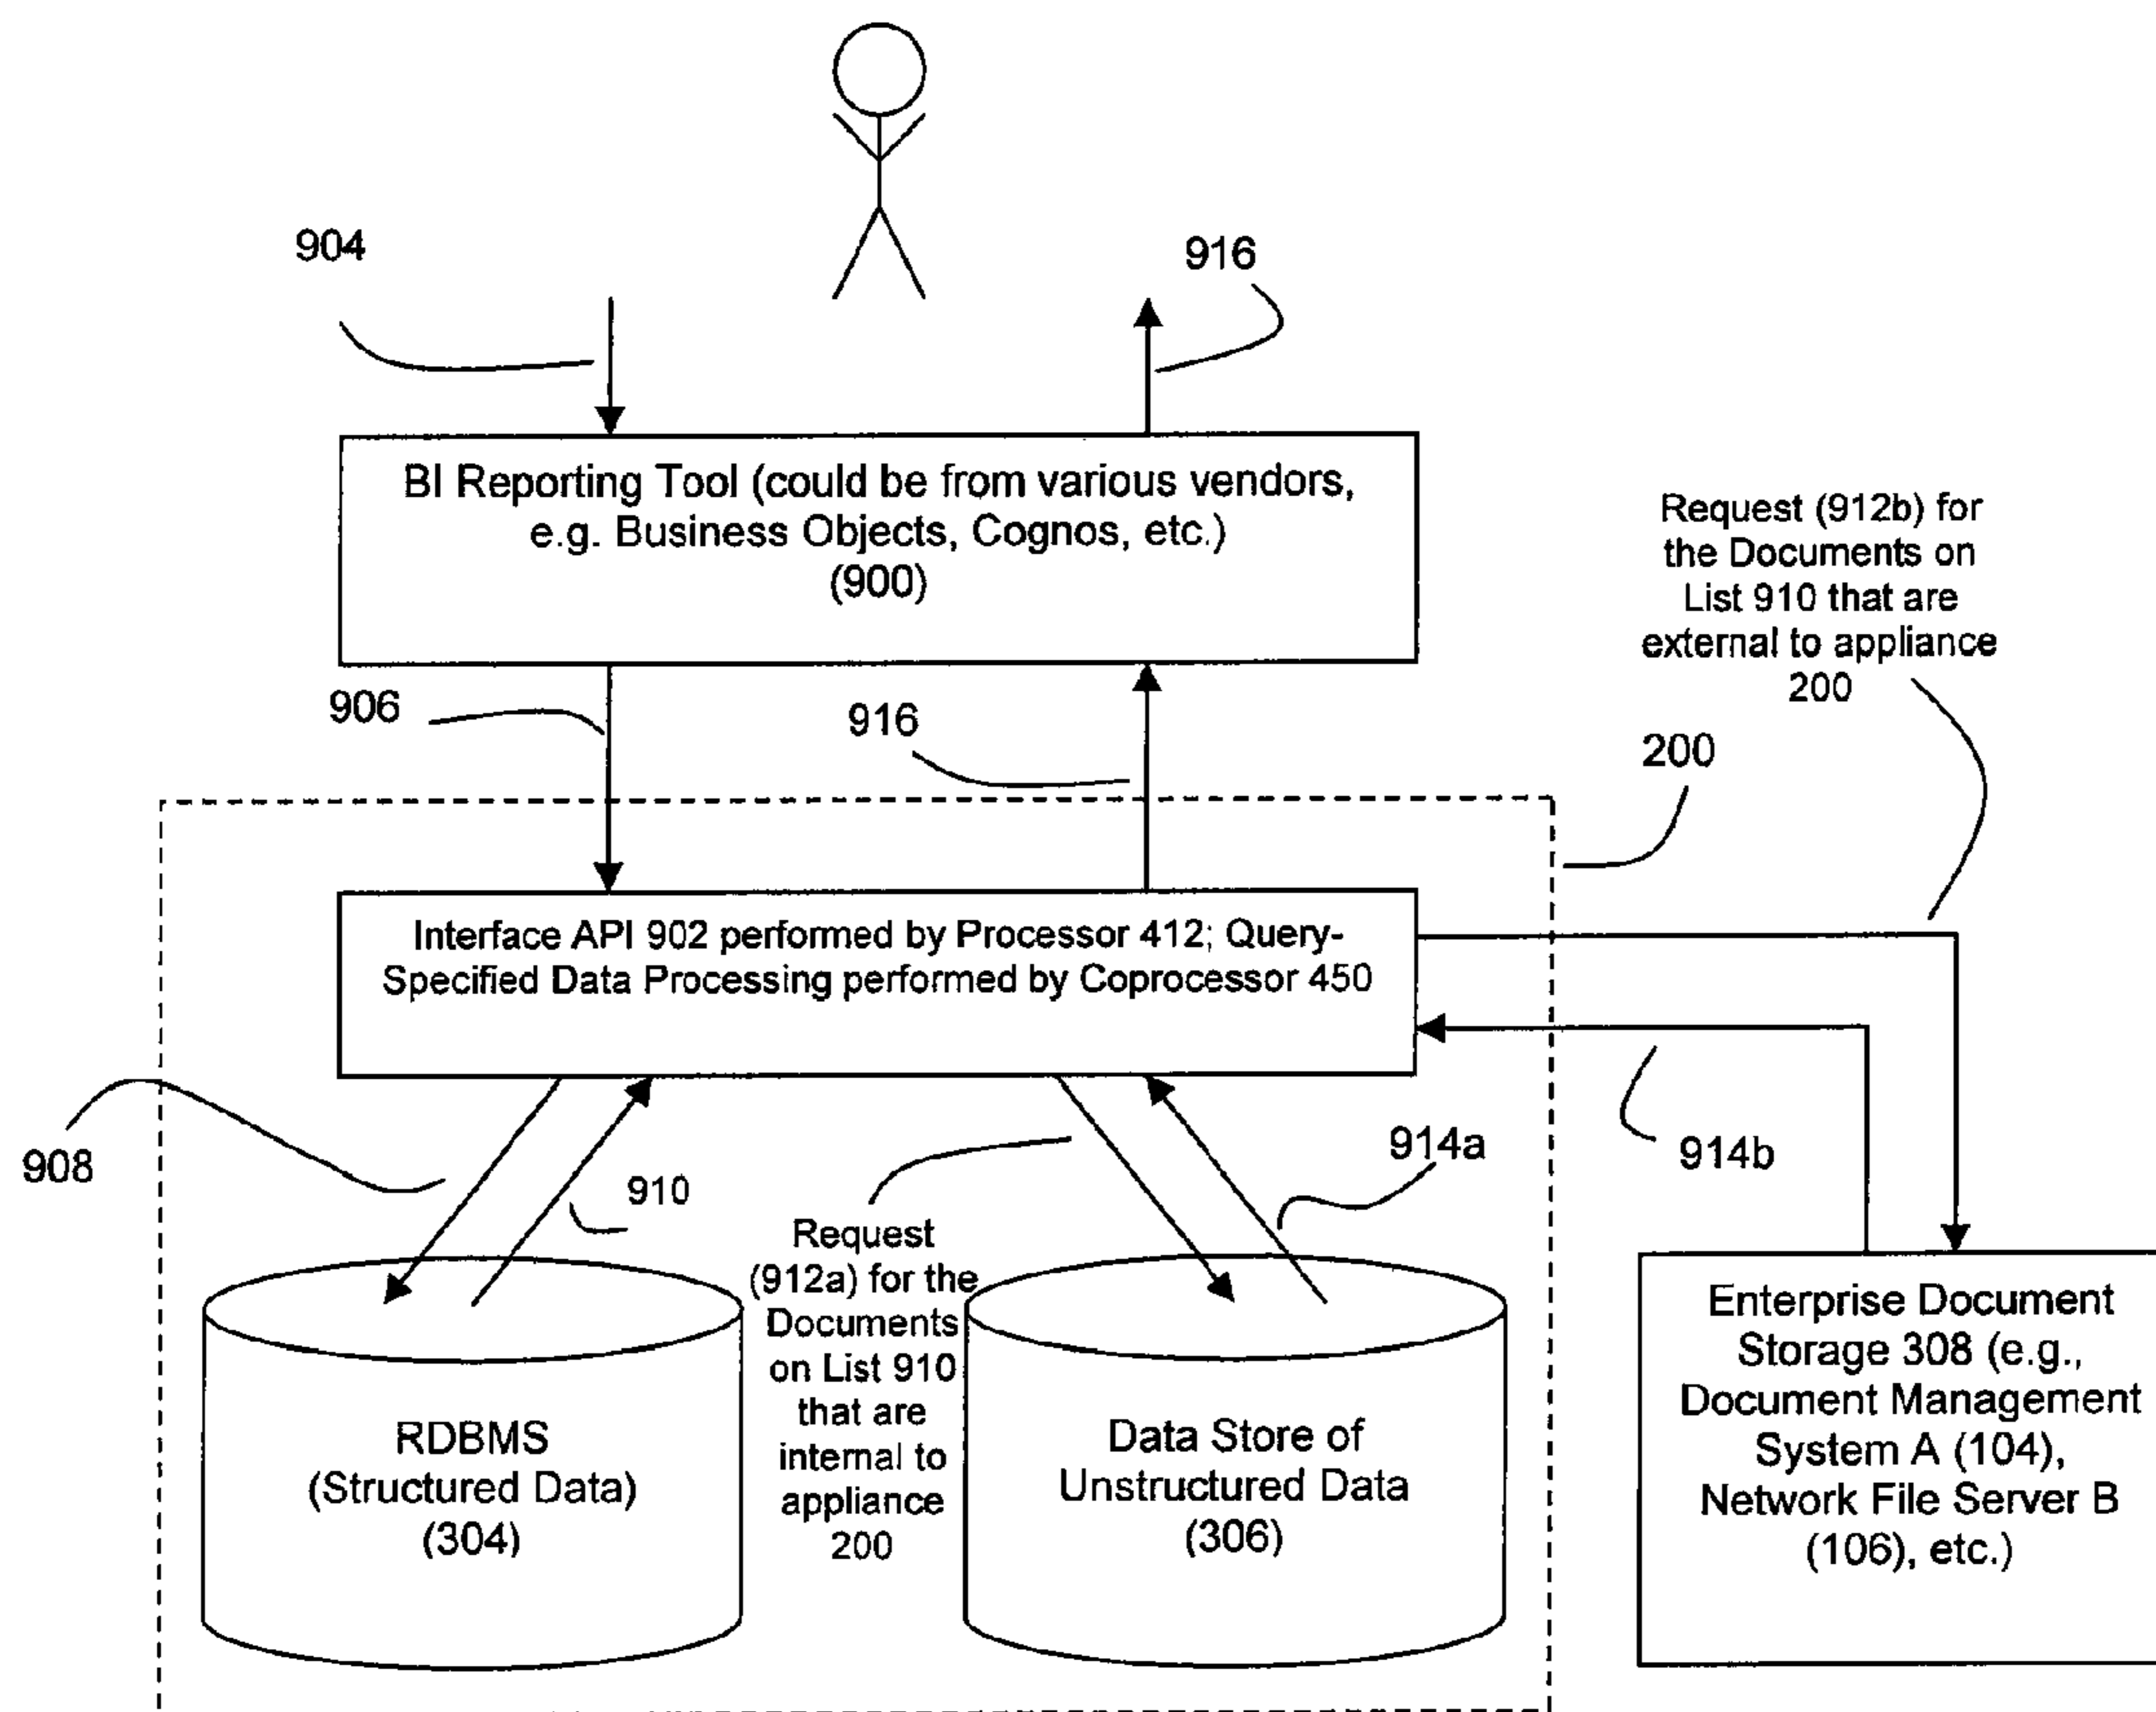 904
916
BI Reporting Tool (could be from various vendors,
e.g. Business Objects, Cognos, etc.)
(900)
Request (912b) for
the Documents on
List 910 that are
external to appliance
200
906
916
200
Interface API 902 performed by Processor 412; Query-
Specified Data Processing performed by Coprocessor 450
908
910
914a
914b
Request
(912a) for the
Documents
on List 910
that are
internal to
appliance
200
RDBMS
(Structured Data)
(304)
Data Store of
Unstructured Data
(306)
Enterprise Document
Storage 308 (e.g.,
Document Management
System A (104),
Network File Server B
(106), etc.)